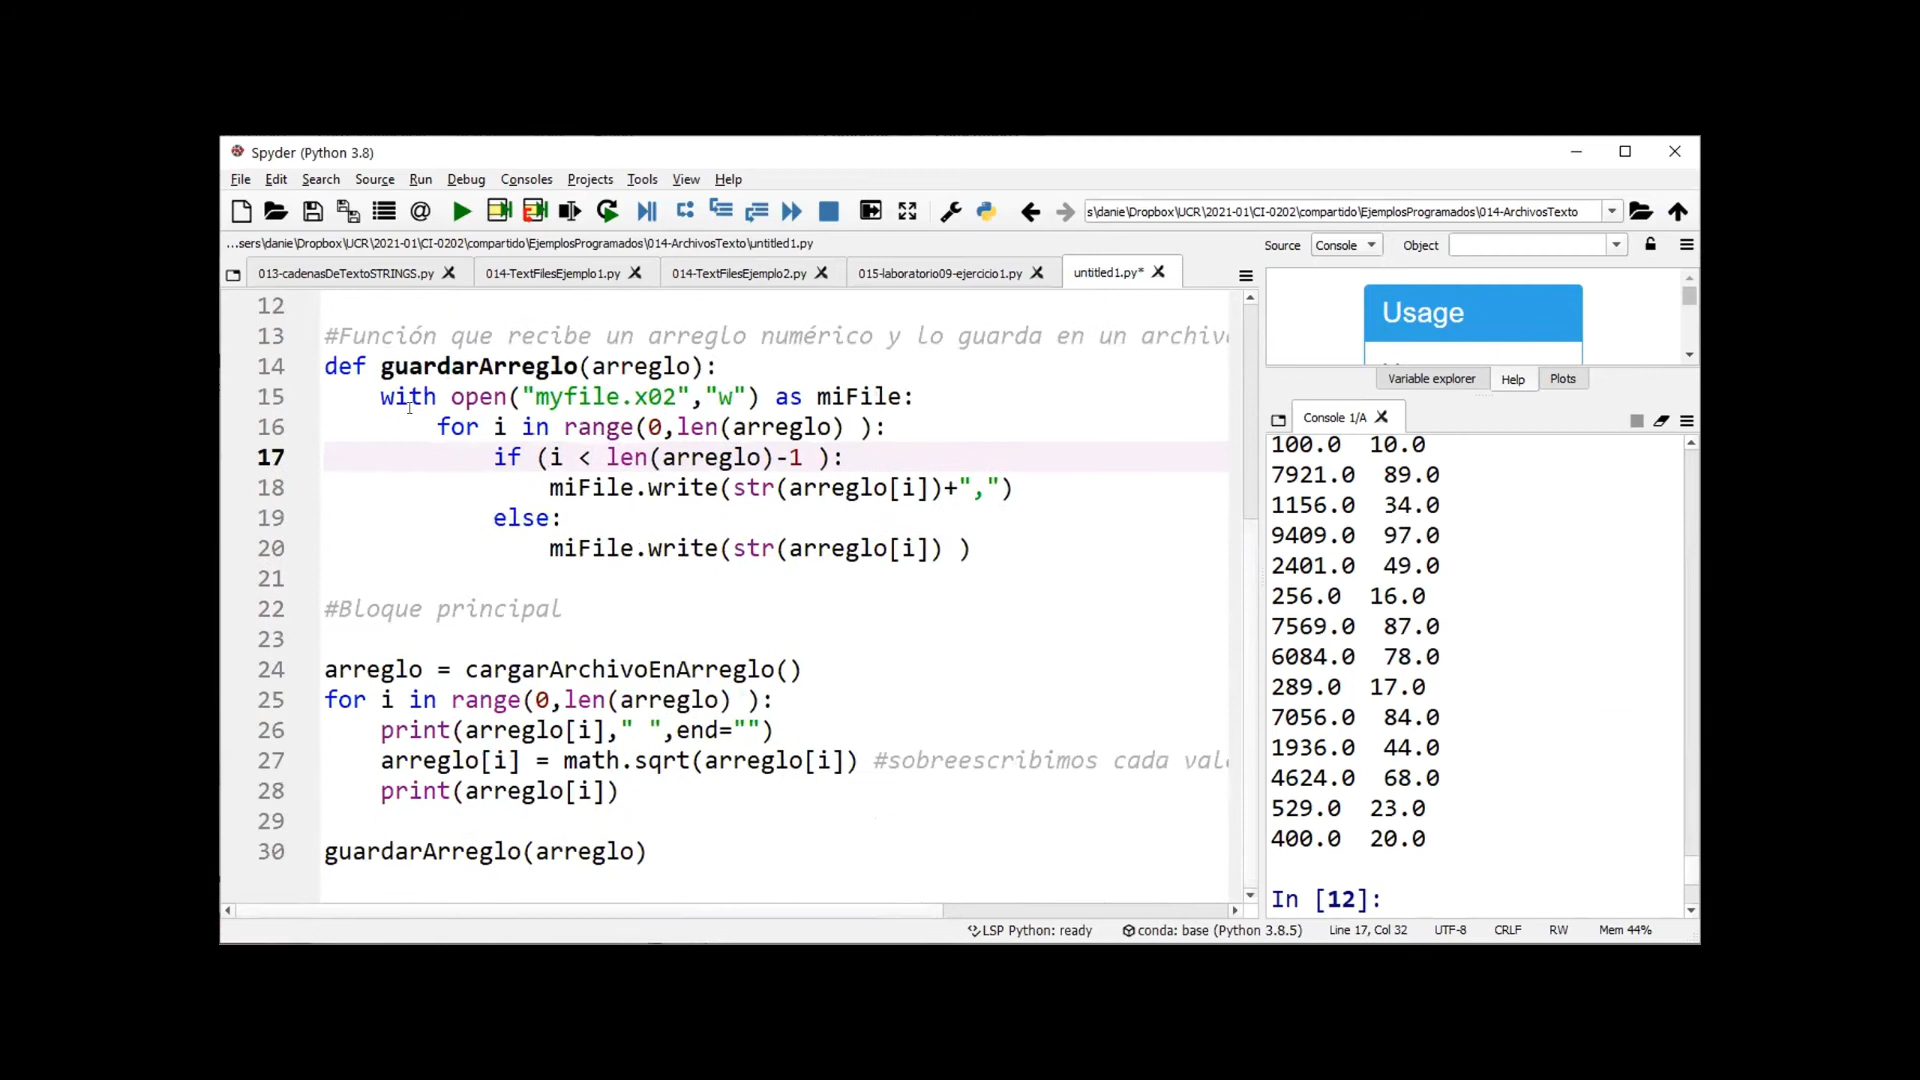 Spyder (Python 3.8)
File Edit Search Source Run Debug Consoles Projects Tools View Help
s\danie\Dropbox\UCR\2021-01\CI-0202\compartido\EjemplosProgramados\014-ArchivosTexto
...sers\danie\Dropbox\UCR\2021-01\CI-0202\compartido\EjemplosProgramados\014-ArchivosTexto\untitled1.py
013-cadenasDeTextoSTRINGS.py 014-TextFilesEjemplo1.py 014-TextFilesEjemplo2.py 015-laboratorio09-ejercicio1.py untitled1.py*
12
13 #Función que recibe un arreglo numérico y lo guarda en un archiv
14 def guardarArreglo(arreglo):
15 with open("myfile.x02","w") as miFile:
16 for i in range(0,len(arreglo) ):
17 if (i < len(arreglo)-1 ):
18 miFile.write(str(arreglo[i])+",")
19 else:
20 miFile.write(str(arreglo[i]) )
21
22 #Bloque principal
23
24 arreglo = cargarArchivoEnArreglo()
25 for i in range(0,len(arreglo) ):
26 print(arreglo[i]," ",end="")
27 arreglo[i] = math.sqrt(arreglo[i]) #sobreescribimos cada val
28 print(arreglo[i])
29
30 guardarArreglo(arreglo)
Source Console Object
Usage
Variable explorer Help Plots
Console 1/A
100.0 10.0
7921.0 89.0
1156.0 34.0
9409.0 97.0
2401.0 49.0
256.0 16.0
7569.0 87.0
6084.0 78.0
289.0 17.0
7056.0 84.0
1936.0 44.0
4624.0 68.0
529.0 23.0
400.0 20.0
In [12]:
LSP Python: ready conda: base (Python 3.8.5) Line 17, Col 32 UTF-8 CRLF RW Mem 44%